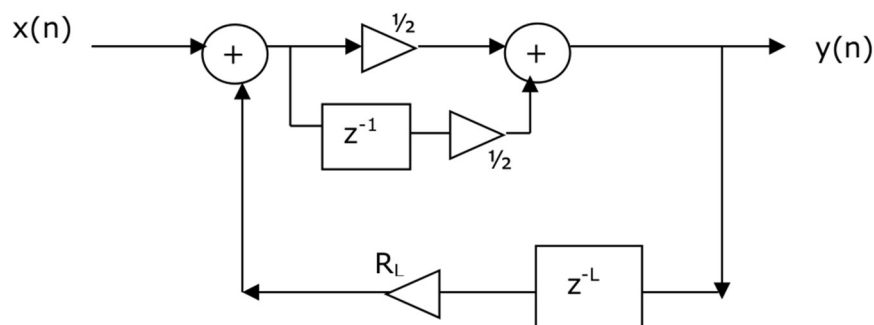 x(n)
½
+
+
y(n)
z⁻¹
½
R_L
z⁻ᴸ